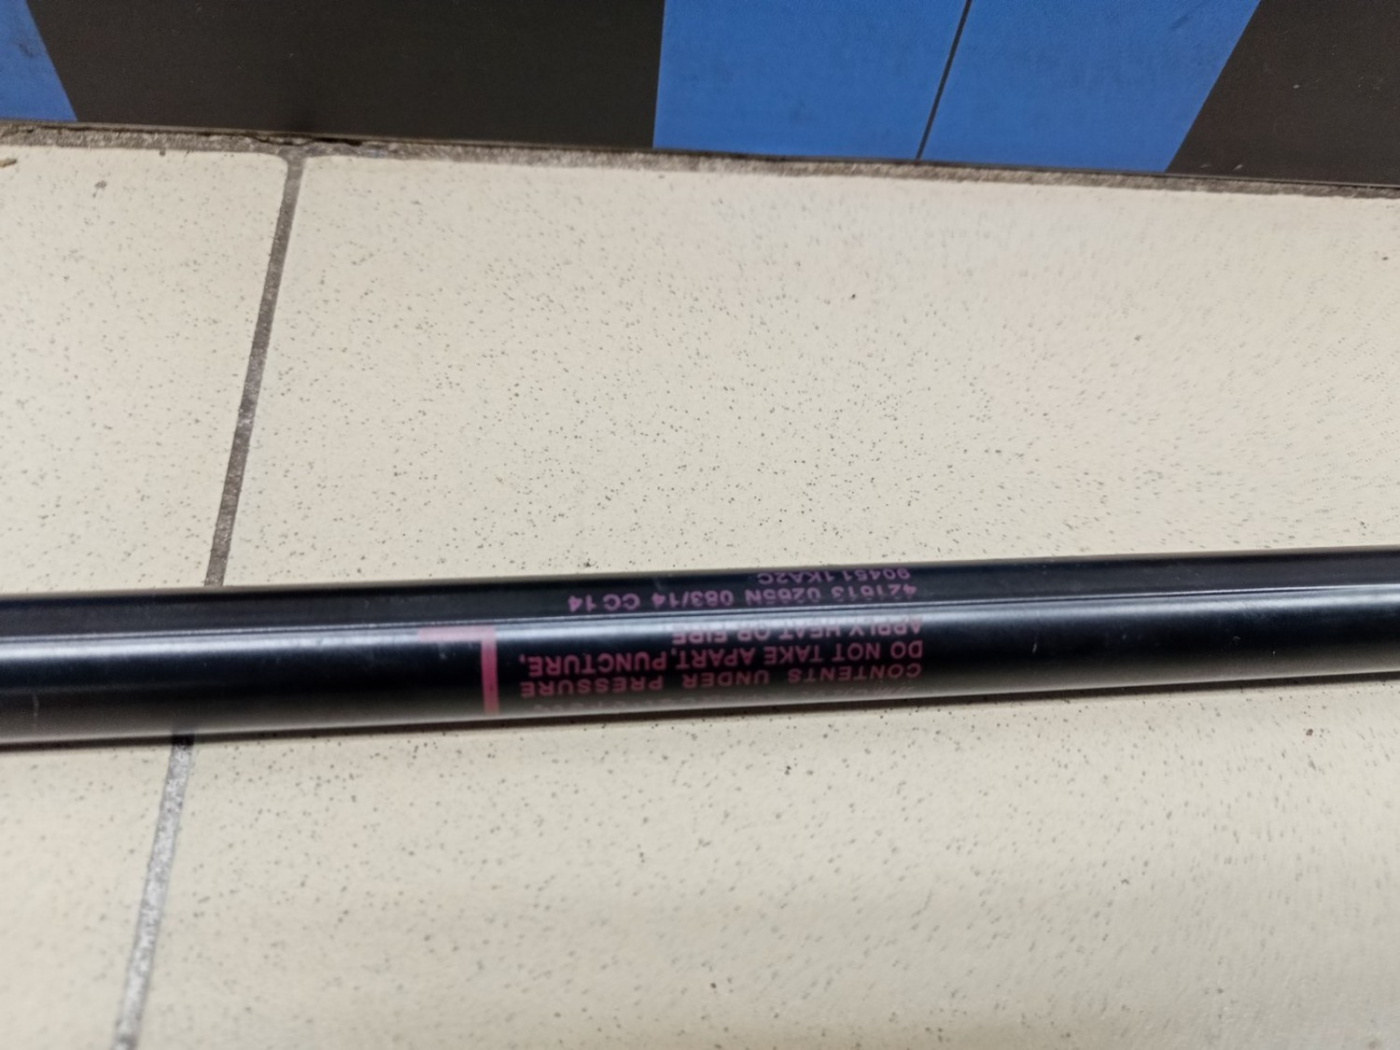 CONTENTS UNDER PRESSURE
DO NOT TAKE APART, PUNCTURE,
APPLY HEAT OR FIRE
421613 0265N 083/14 CC 14
90451 1KA2C